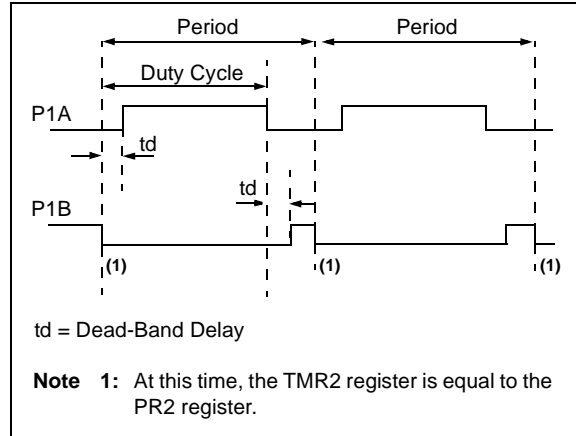 Period Period
Duty Cycle
P1A
td
td
P1B
(1) (1) (1)
td = Dead-Band Delay
Note 1: At this time, the TMR2 register is equal to the
PR2 register.